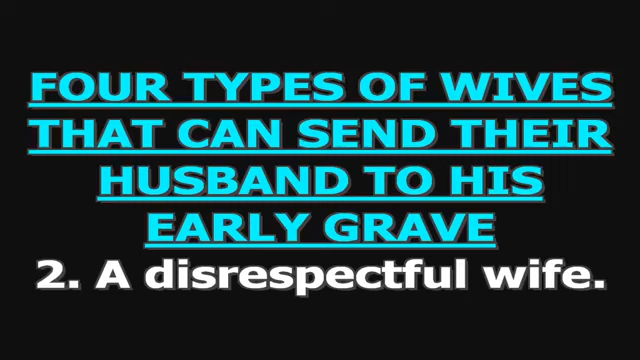 FOUR TYPES OF WIVES
THAT CAN SEND THEIR
HUSBAND TO HIS
EARLY GRAVE
2. A disrespectful wife.